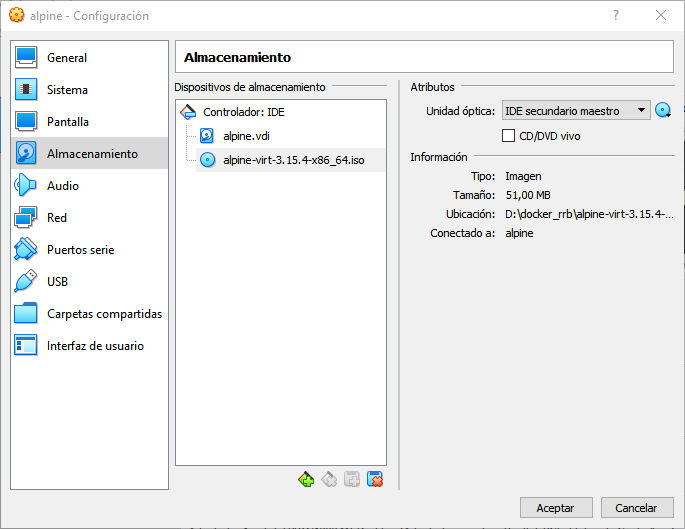 alpine - Configuración
?
General
Sistema
Pantalla
Almacenamiento
Audio
Red
Puertos serie
USB
Carpetas compartidas
Interfaz de usuario
Almacenamiento
Dispositivos de almacenamiento
Controlador: IDE
alpine.vdi
alpine-virt-3.15.4-x86_64.iso
Atributos
Unidad óptica: IDE secundario maestro
CD/DVD vivo
Información
Tipo: Imagen
Tamaño: 51,00 MB
Ubicación: D:\docker_rrb\alpine-virt-3.15.4-...
Conectado a: alpine
Aceptar
Cancelar